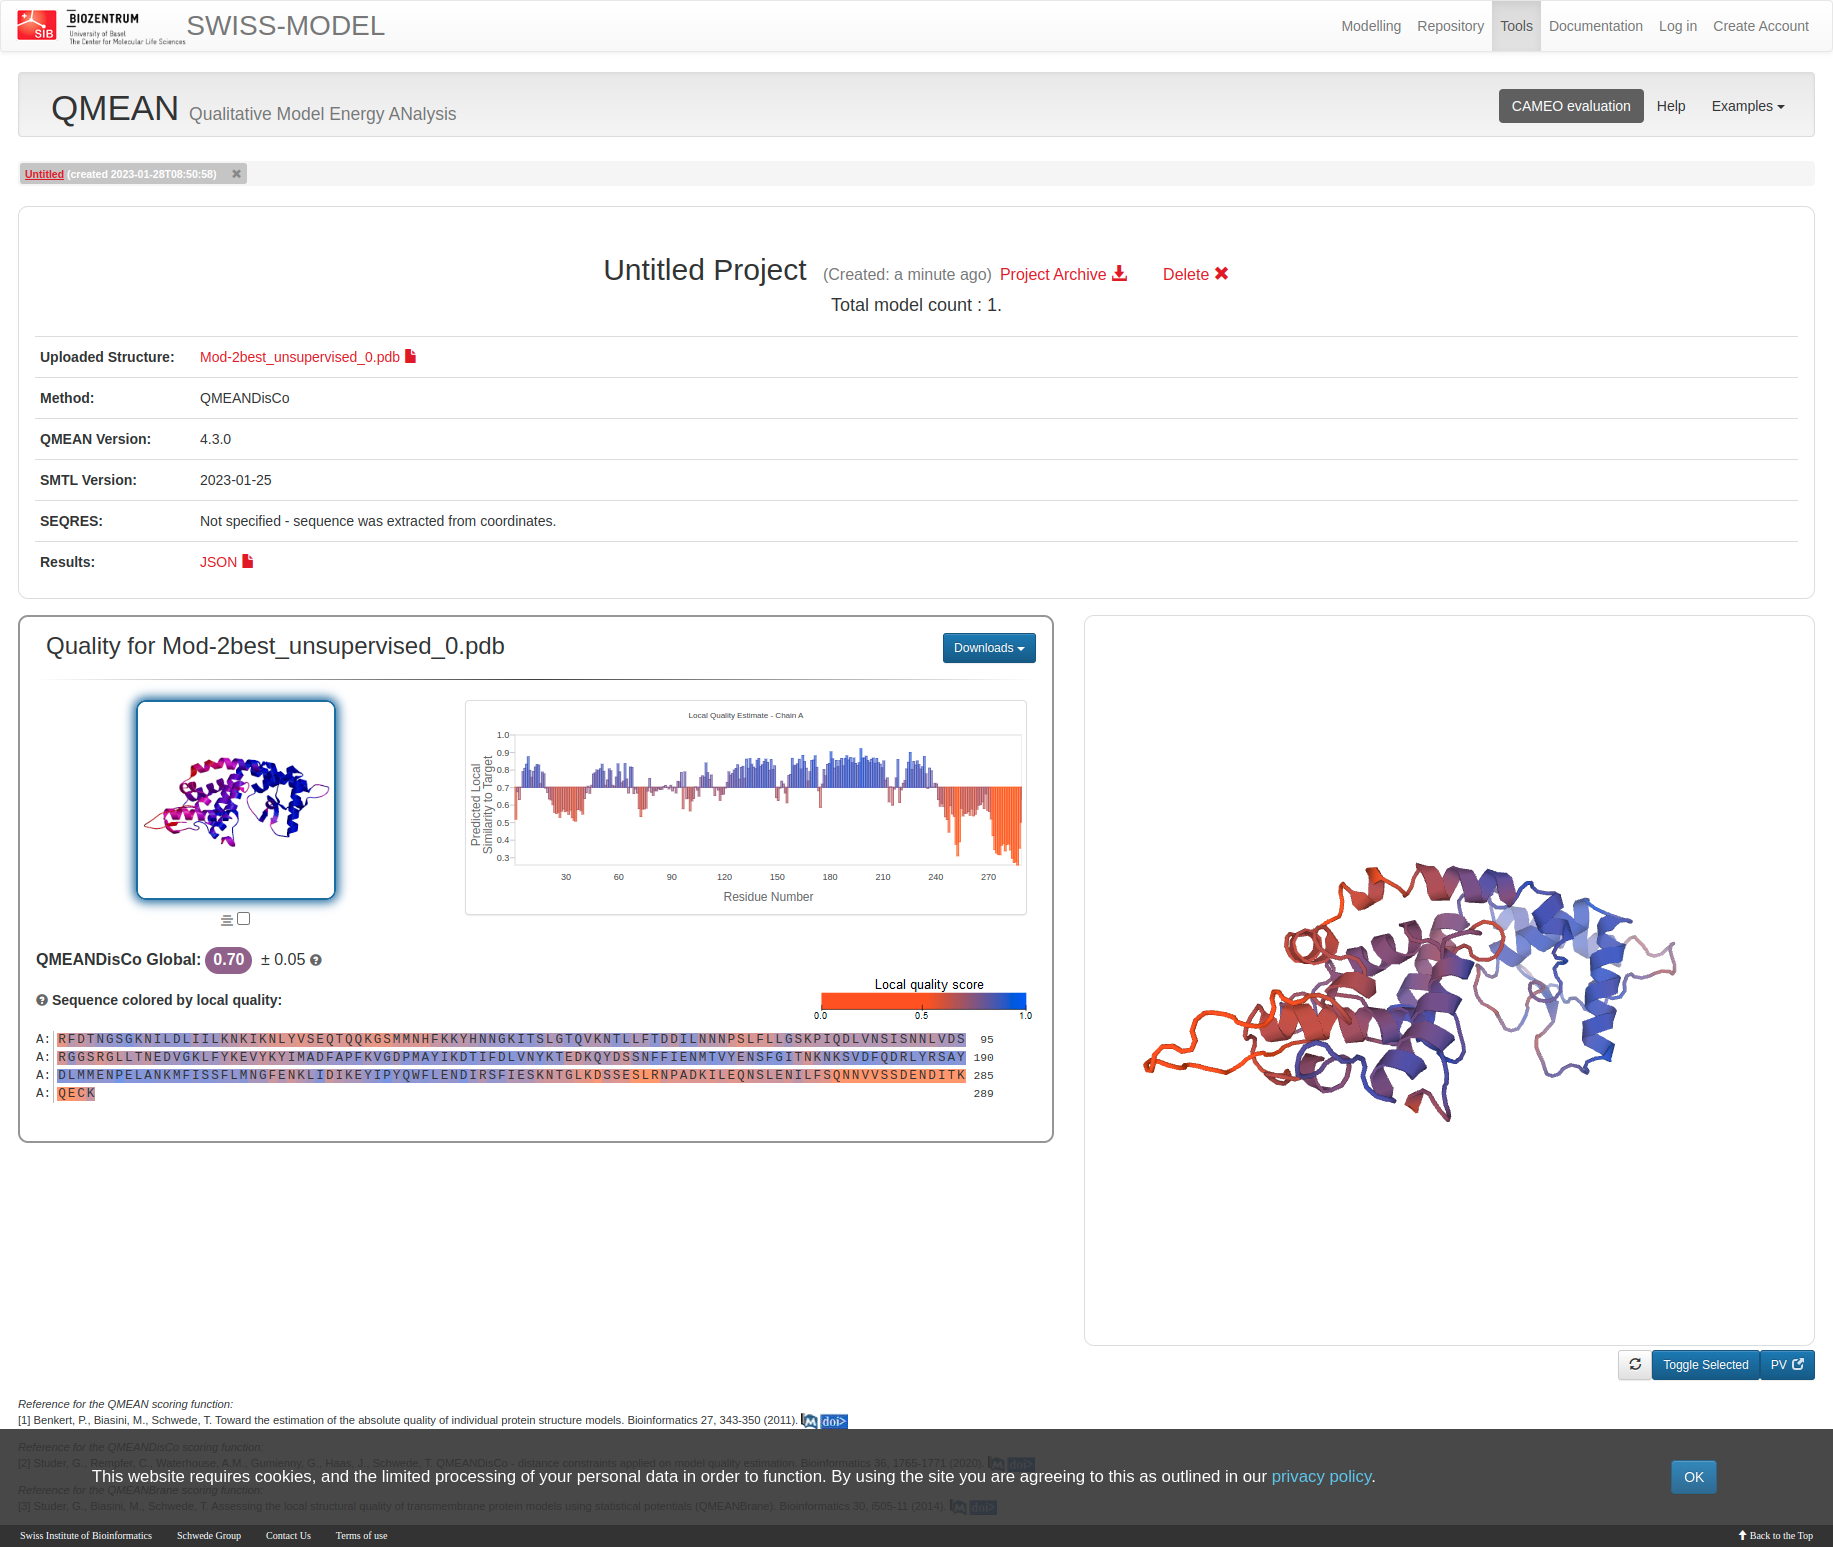 SIB
BIOZENTRUM
University of Basel
The Center for Molecular Life Sciences
SWISS-MODEL
Modelling Repository Tools Documentation Log in Create Account
QMEAN Qualitative Model Energy ANalysis
CAMEO evaluation Help Examples
Untitled (created 2023-01-28T08:50:58)
Untitled Project (Created: a minute ago) Project Archive Delete
Total model count : 1.
Uploaded Structure: Mod-2best_unsupervised_0.pdb
Method: QMEANDisCo
QMEAN Version: 4.3.0
SMTL Version: 2023-01-25
SEQRES: Not specified - sequence was extracted from coordinates.
Results: JSON
Quality for Mod-2best_unsupervised_0.pdb
Downloads
Local Quality Estimate - Chain A
Predicted Local
Similarity to Target
1.0
0.9
0.8
0.7
0.6
0.5
0.4
0.3
30 60 90 120 150 180 210 240 270
Residue Number
QMEANDisCo Global: 0.70 ± 0.05
Sequence colored by local quality:
Local quality score
0.0 0.5 1.0
A: RFDTNGSGKNILDLIILKNKIKNLYVSEQTQQKGSMMNHFKKYHNNGKITSLGTQVKNTLLFTDDILNNNPSLFLLGSKPIQDLVNSISNNLVDS 95
A: RGGSRGLLTNEDVGKLFYKEVYKYIMADFAPFKVGDPMAYIKDTIFDLVNYKTEDKQYDSSNFFIENMTVYENSFGITNKNKSVDFQDRLYRSAY 190
A: DLMMENPELANKMFISSFLMNGFENKLIDIKEYIPYQWFLENDIRSFIESKNTGLKDSSESLRNPADKILEQNSLENILFSQNNVVSSDENDITK 285
A: QECK 289
Toggle Selected PV
Reference for the QMEAN scoring function:
[1] Benkert, P., Biasini, M., Schwede, T. Toward the estimation of the absolute quality of individual protein structure models. Bioinformatics 27, 343-350 (2011). M doi>
Reference for the QMEANDisCo scoring function:
[2] Studer, G., Rempfer, C., Waterhouse, A.M., Gumienny, G., Haas, J., Schwede, T. QMEANDisCo - distance constraints applied on model quality estimation. Bioinformatics 36, 1765-1771 (2020). M doi>
This website requires cookies, and the limited processing of your personal data in order to function. By using the site you are agreeing to this as outlined in our privacy policy.
OK
Reference for the QMEANBrane scoring function:
[3] Studer, G., Biasini, M., Schwede, T. Assessing the local structural quality of transmembrane protein models using statistical potentials (QMEANBrane). Bioinformatics 30, i505-11 (2014). M doi>
Swiss Institute of Bioinformatics Schwede Group Contact Us Terms of use Back to the Top